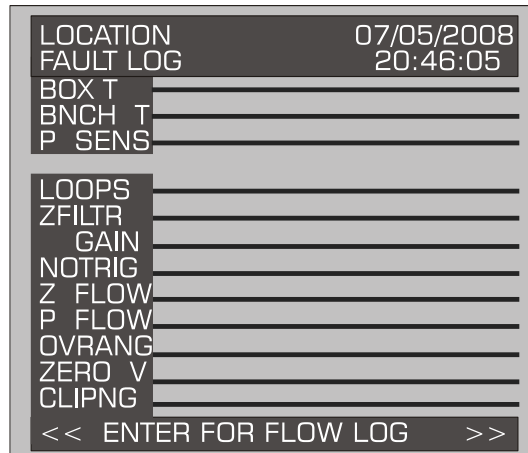 LOCATION 07/05/2008
FAULT LOG 20:46:05
BOX T
BNCH T
P SENS
LOOPS
ZFILTR
GAIN
NOTRIG
Z FLOW
P FLOW
OVRANG
ZERO V
CLIPNG
<< ENTER FOR FLOW LOG >>